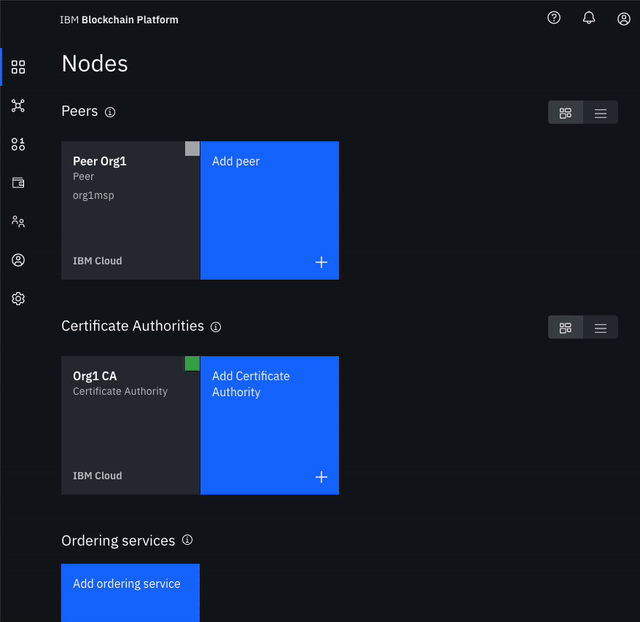 IBM Blockchain Platform
Nodes
Peers
Peer Org1
Peer
org1msp
IBM Cloud
Add peer
Certificate Authorities
Org1 CA
Certificate Authority
IBM Cloud
Add Certificate
Authority
Ordering services
Add ordering service